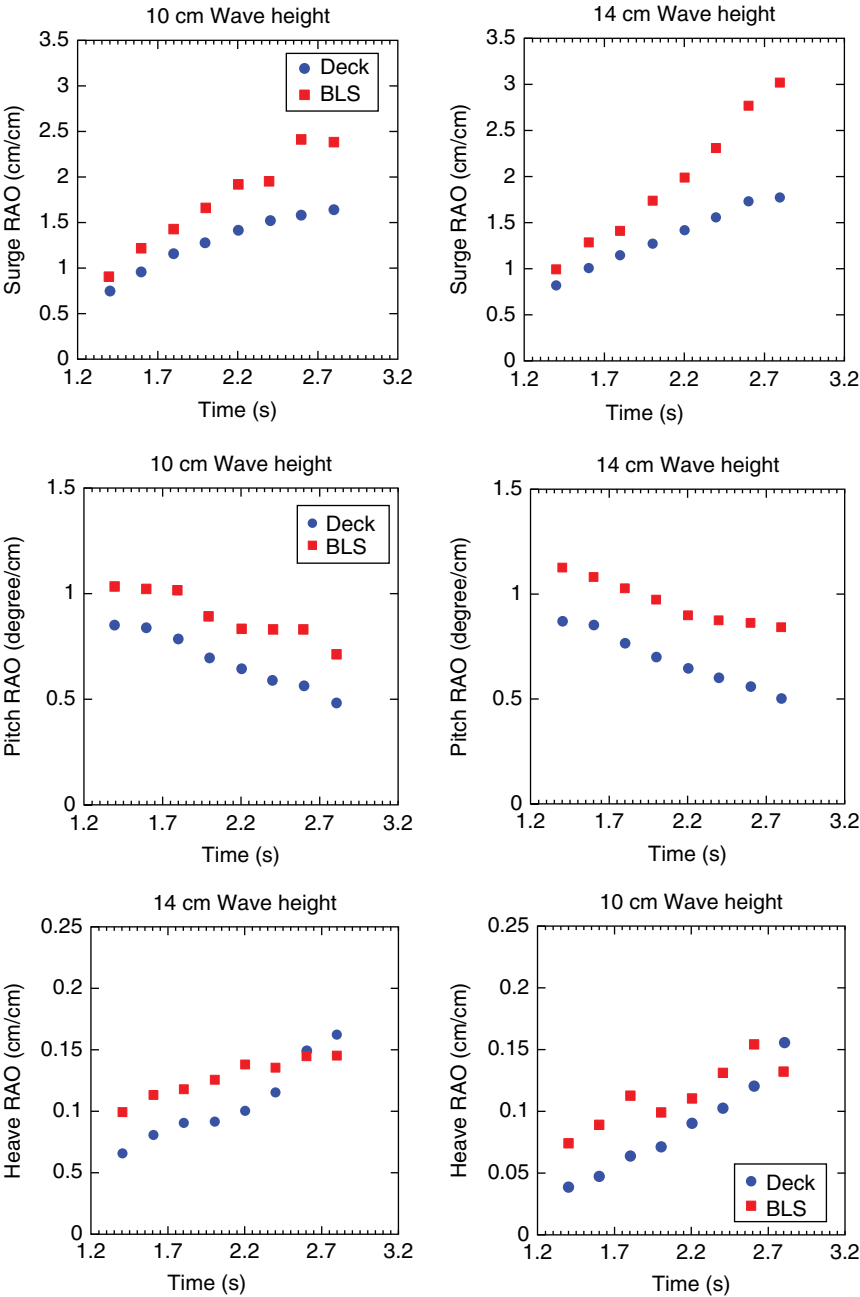 10 cm Wave height
3.5
3
2.5
2
1.5
1
0.5
0
Surge RAO (cm/cm)
Deck
BLS
1.2 1.7 2.2 2.7 3.2
Time (s)
14 cm Wave height
3.5
3
2.5
2
1.5
1
0.5
0
Surge RAO (cm/cm)
1.2 1.7 2.2 2.7 3.2
Time (s)
10 cm Wave height
1.5
1
0.5
0
Pitch RAO (degree/cm)
Deck
BLS
1.2 1.7 2.2 2.7 3.2
Time (s)
14 cm Wave height
1.5
1
0.5
0
Pitch RAO (degree/cm)
1.2 1.7 2.2 2.7 3.2
Time (s)
14 cm Wave height
0.25
0.2
0.15
0.1
0.5
0
Heave RAO (cm/cm)
1.2 1.7 2.2 2.7 3.2
Time (s)
10 cm Wave height
0.25
0.2
0.15
0.1
0.05
0
Heave RAO (cm/cm)
Deck
BLS
1.2 1.7 2.2 2.7 3.2
Time (s)